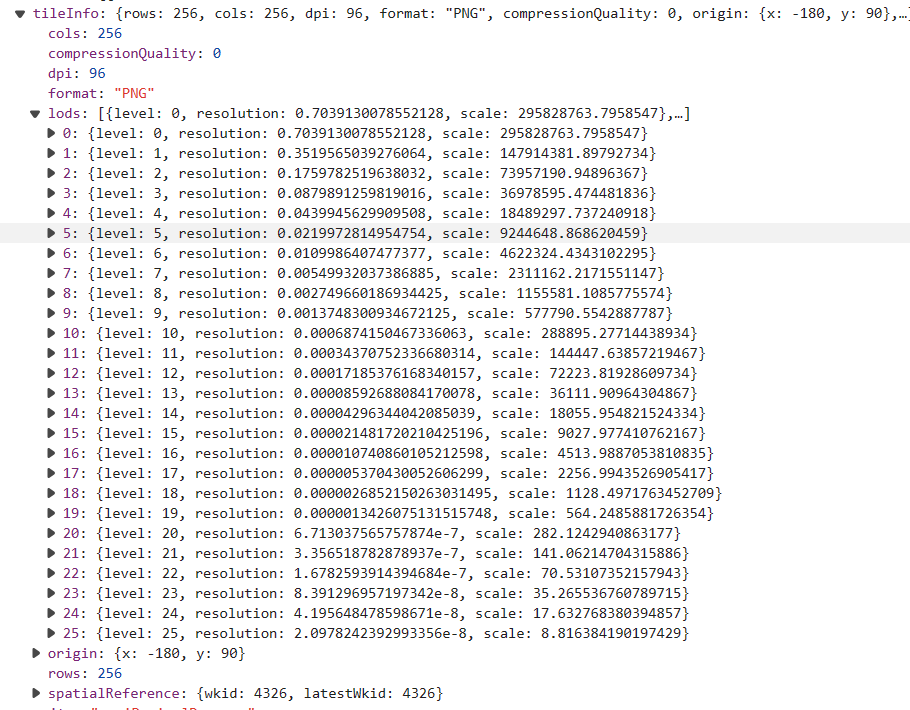 tileInfo: {rows: 256, cols: 256, dpi: 96, format: "PNG", compressionQuality: 0, origin: {x: -180, y: 90},…}
cols: 256
compressionQuality: 0
dpi: 96
format: "PNG"
lods: [{level: 0, resolution: 0.7039130078552128, scale: 295828763.7958547},…]
0: {level: 0, resolution: 0.7039130078552128, scale: 295828763.7958547}
1: {level: 1, resolution: 0.3519565039276064, scale: 147914381.89792734}
2: {level: 2, resolution: 0.1759782519638032, scale: 73957190.94896367}
3: {level: 3, resolution: 0.0879891259819016, scale: 36978595.474481836}
4: {level: 4, resolution: 0.0439945629909508, scale: 18489297.737240918}
5: {level: 5, resolution: 0.0219972814954754, scale: 9244648.868620459}
6: {level: 6, resolution: 0.0109986407477377, scale: 4622324.4343102295}
7: {level: 7, resolution: 0.00549932037386885, scale: 2311162.2171551147}
8: {level: 8, resolution: 0.002749660186934425, scale: 1155581.1085775574}
9: {level: 9, resolution: 0.0013748300934672125, scale: 577790.5542887787}
10: {level: 10, resolution: 0.0006874150467336063, scale: 288895.27714438934}
11: {level: 11, resolution: 0.00034370752336680314, scale: 144447.63857219467}
12: {level: 12, resolution: 0.00017185376168340157, scale: 72223.81928609734}
13: {level: 13, resolution: 0.00008592688084170078, scale: 36111.90964304867}
14: {level: 14, resolution: 0.00004296344042085039, scale: 18055.954821524334}
15: {level: 15, resolution: 0.000021481720210425196, scale: 9027.977410762167}
16: {level: 16, resolution: 0.000010740860105212598, scale: 4513.9887053810835}
17: {level: 17, resolution: 0.000005370430052606299, scale: 2256.9943526905417}
18: {level: 18, resolution: 0.0000026852150263031495, scale: 1128.4971763452709}
19: {level: 19, resolution: 0.0000013426075131515748, scale: 564.2485881726354}
20: {level: 20, resolution: 6.713037565757874e-7, scale: 282.1242940863177}
21: {level: 21, resolution: 3.356518782878937e-7, scale: 141.06214704315886}
22: {level: 22, resolution: 1.6782593914394684e-7, scale: 70.53107352157943}
23: {level: 23, resolution: 8.391296957197342e-8, scale: 35.265536760789715}
24: {level: 24, resolution: 4.195648478598671e-8, scale: 17.632768380394857}
25: {level: 25, resolution: 2.0978242392993356e-8, scale: 8.816384190197429}
origin: {x: -180, y: 90}
rows: 256
spatialReference: {wkid: 4326, latestWkid: 4326}